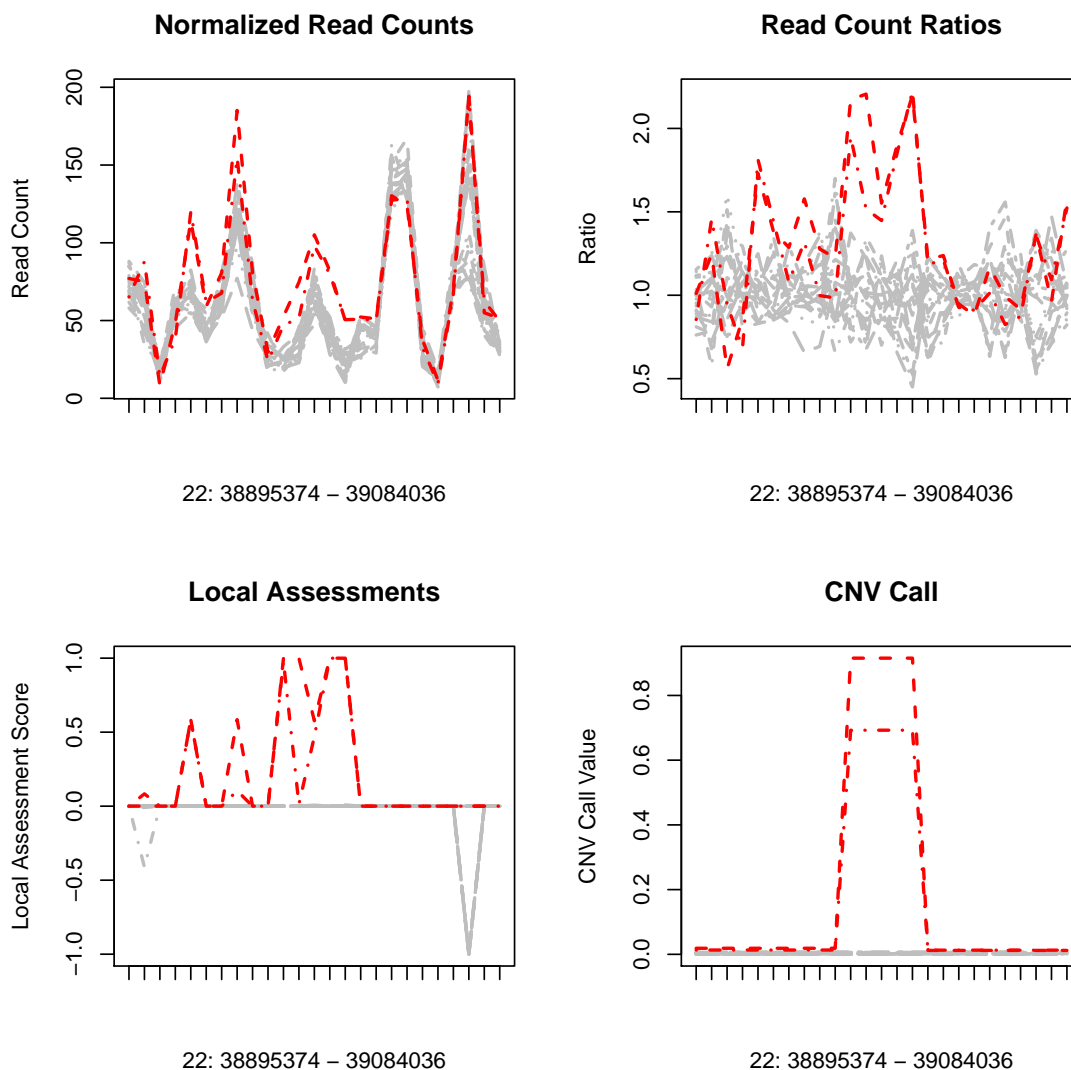 Normalized Read Counts
Read Count
0
50
100
150
200
22: 38895374 – 39084036
Read Count Ratios
Ratio
0.5
1.0
1.5
2.0
22: 38895374 – 39084036
Local Assessments
Local Assessment Score
−1.0
−0.5
0.0
0.5
1.0
22: 38895374 – 39084036
CNV Call
CNV Call Value
0.0
0.2
0.4
0.6
0.8
22: 38895374 – 39084036